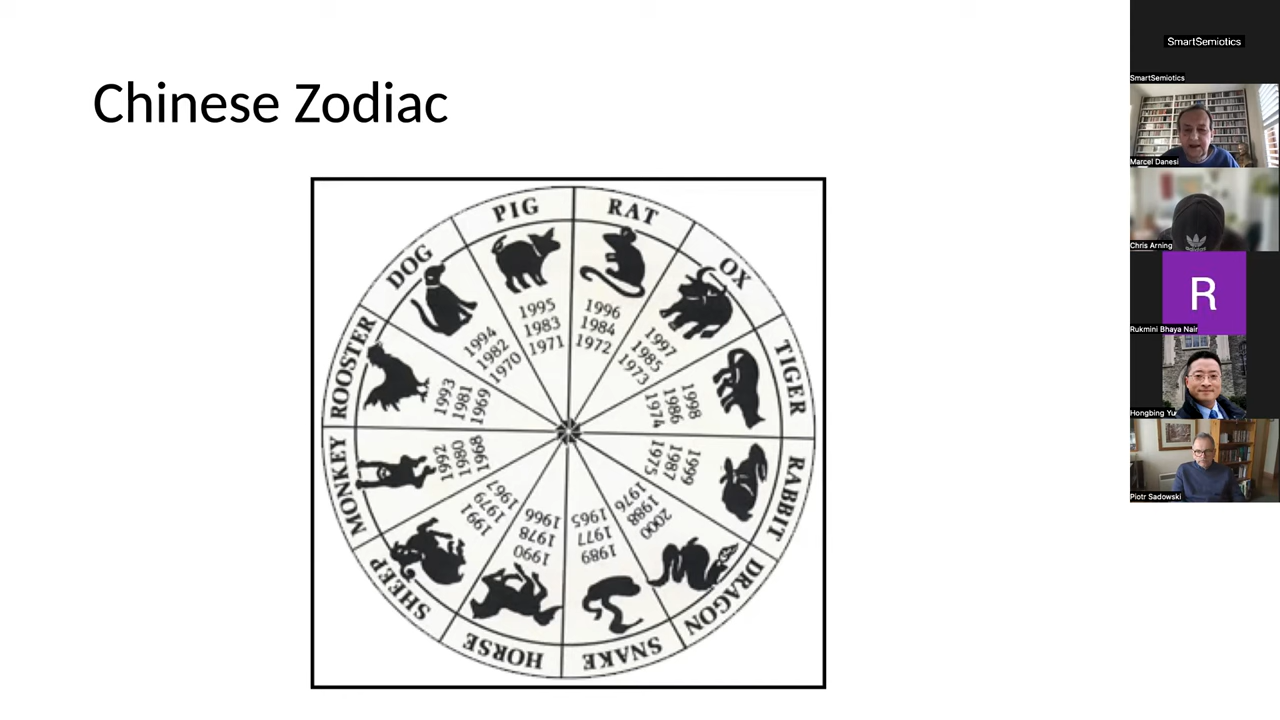 Chinese Zodiac
PIG
1995
1983
1971
RAT
1996
1984
1972
OX
1997
1985
1973
TIGER
1998
1986
1974
RABBIT
1999
1987
1975
DRAGON
2000
1988
1976
SNAKE
1989
1977
1965
HORSE
1990
1978
1966
SHEEP
1991
1979
1967
MONKEY
1992
1980
1968
ROOSTER
1993
1981
1969
DOG
1994
1982
1970
SmartSemiotics
SmartSemiotics
Marcel Danesi
Chris Arning
R
Rukmini Bhaya Nair
Hongbing Yu
Piotr Sadowski